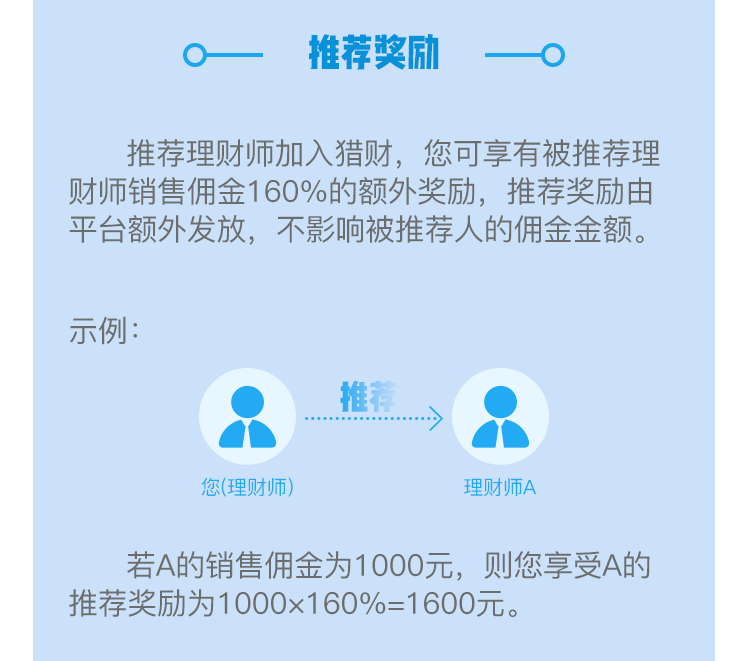 推荐奖励
推荐理财师加入猎财，您可享有被推荐理
财师销售佣金160%的额外奖励，推荐奖励由
平台额外发放，不影响被推荐人的佣金金额。
示例：
推荐
您(理财师)
理财师A
若A的销售佣金为1000元，则您享受A的
推荐奖励为1000×160%=1600元。